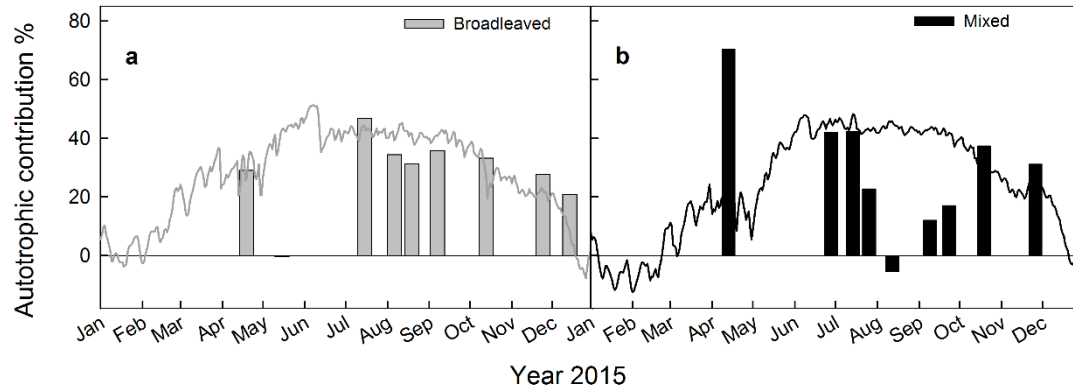 Autotrophic contribution %
80
60
40
20
0
a
Broadleaved
b
Mixed
Jan Feb Mar Apr May Jun Jul Aug Sep Oct Nov Dec Jan Feb Mar Apr May Jun Jul Aug Sep Oct Nov Dec
Year 2015